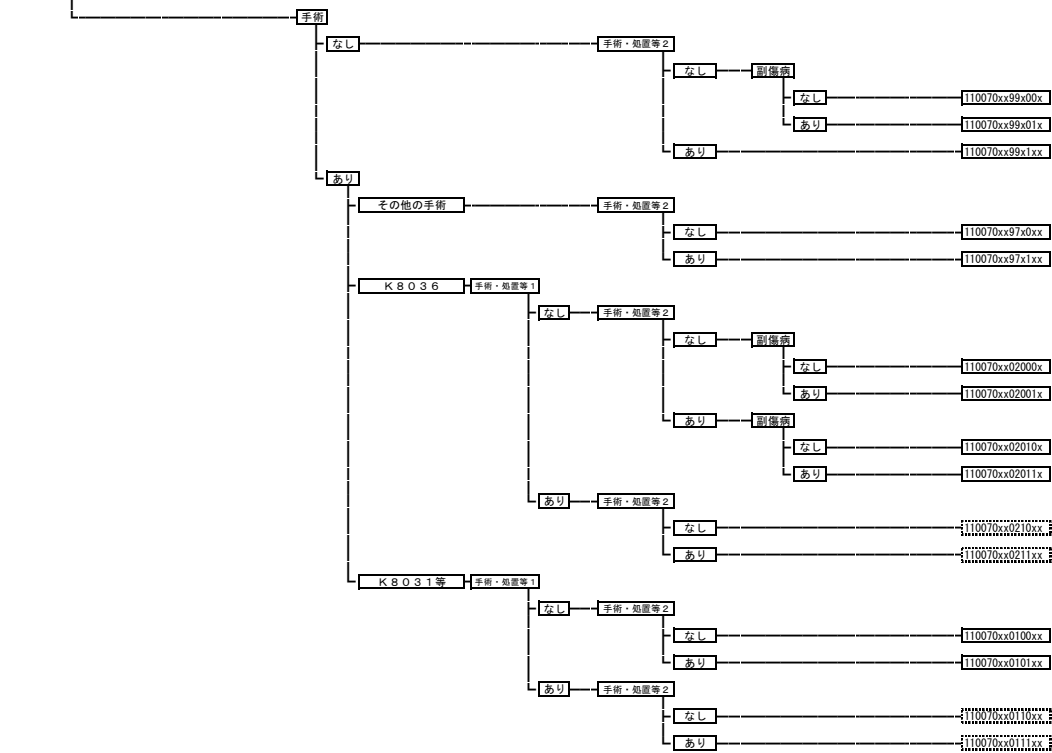 手術
なし 手術・処置等２
なし 副傷病
なし 110070xx99x00x
あり 110070xx99x01x
あり 110070xx99x1xx
あり
その他の手術 手術・処置等２
なし 110070xx97x0xx
あり 110070xx97x1xx
Ｋ８０３６ 手術・処置等１
なし 手術・処置等２
なし 副傷病
なし 110070xx02000x
あり 110070xx02001x
あり 副傷病
なし 110070xx02010x
あり 110070xx02011x
あり 手術・処置等２
なし 110070xx0210xx
あり 110070xx0211xx
Ｋ８０３１等 手術・処置等１
なし 手術・処置等２
なし 110070xx0100xx
あり 110070xx0101xx
あり 手術・処置等２
なし 110070xx0110xx
あり 110070xx0111xx